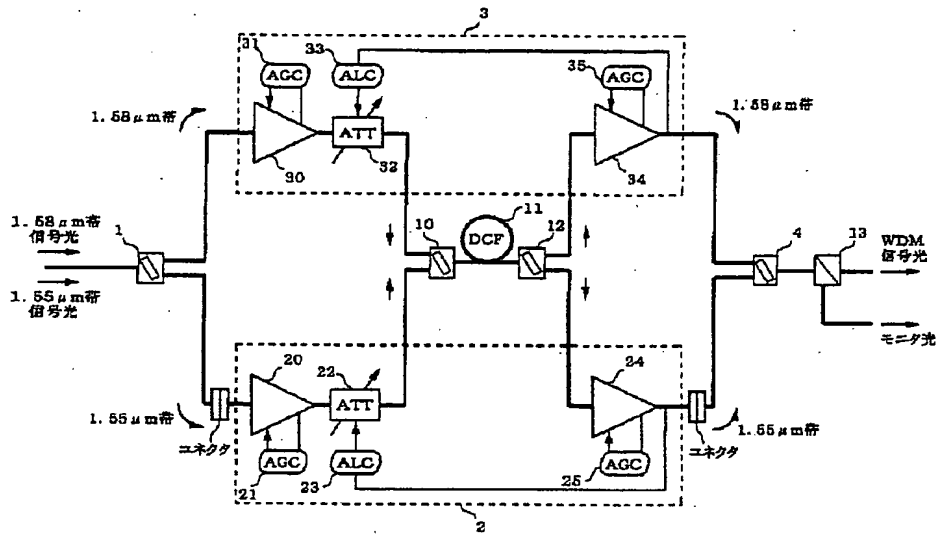 3
31
AGC
33
ALC
35
AGC
1.58μm帯
ATT
1.58μm帯
30
32
34
1.58μm帯
信号光
1
10
11
DCF
12
4
13
WDM
信号光
1.55μm帯
信号光
モニタ光
20
22
24
ATT
1.55μm帯
コネクタ
1.55μm帯
コネクタ
AGC
ALC
AGC
21
23
25
2